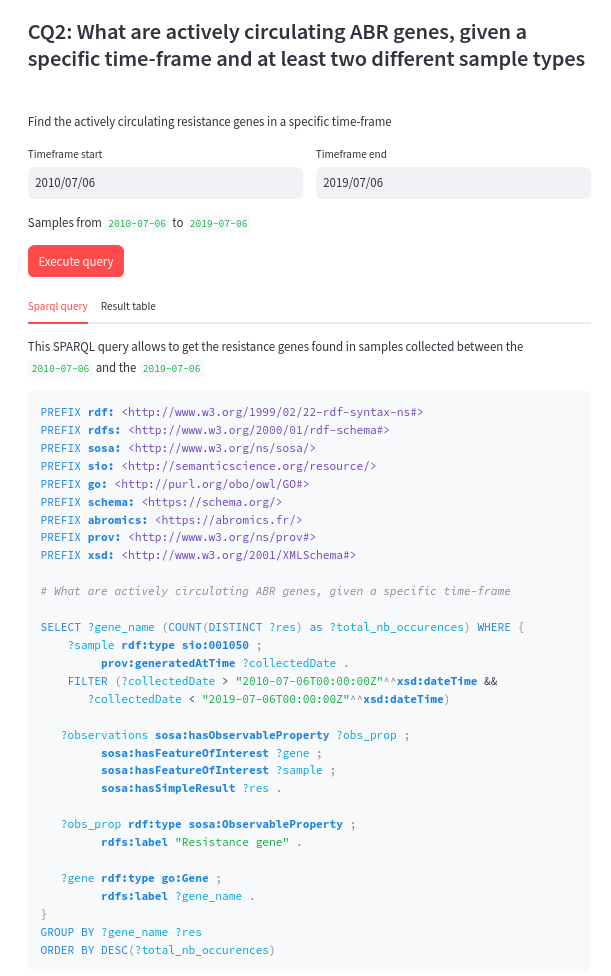 CQ2: What are actively circulating ABR genes, given a
specific time-frame and at least two different sample types
Find the actively circulating resistance genes in a specific time-frame
Timeframe start
Timeframe end
2010/07/06
2019/07/06
Samples from 2010-07-06 to 2019-07-06
Execute query
Sparql query
Result table
This SPARQL query allows to get the resistance genes found in samples collected between the
2010-07-06 and the 2019-07-06
PREFIX rdf: <http://www.w3.org/1999/02/22-rdf-syntax-ns#>
PREFIX rdfs: <http://www.w3.org/2000/01/rdf-schema#>
PREFIX sosa: <http://www.w3.org/ns/sosa/>
PREFIX sio: <http://semanticscience.org/resource/>
PREFIX go: <http://purl.org/obo/owl/GO#>
PREFIX schema: <https://schema.org/>
PREFIX abromics: <https://abromics.fr/>
PREFIX prov: <http://www.w3.org/ns/prov#>
PREFIX xsd: <http://www.w3.org/2001/XMLSchema#>
# What are actively circulating ABR genes, given a specific time-frame
SELECT ?gene_name (COUNT(DISTINCT ?res) as ?total_nb_occurences) WHERE {
?sample rdf:type sio:001050 ;
prov:generatedAtTime ?collectedDate .
FILTER (?collectedDate > "2010-07-06T00:00:00Z"^^xsd:dateTime &&
?collectedDate < "2019-07-06T00:00:00Z"^^xsd:dateTime)
?observations sosa:hasObservableProperty ?obs_prop ;
sosa:hasFeatureOfInterest ?gene ;
sosa:hasFeatureOfInterest ?sample ;
sosa:hasSimpleResult ?res .
?obs_prop rdf:type sosa:ObservableProperty ;
rdfs:label "Resistance gene" .
?gene rdf:type go:Gene ;
rdfs:label ?gene_name .
}
GROUP BY ?gene_name ?res
ORDER BY DESC(?total_nb_occurences)